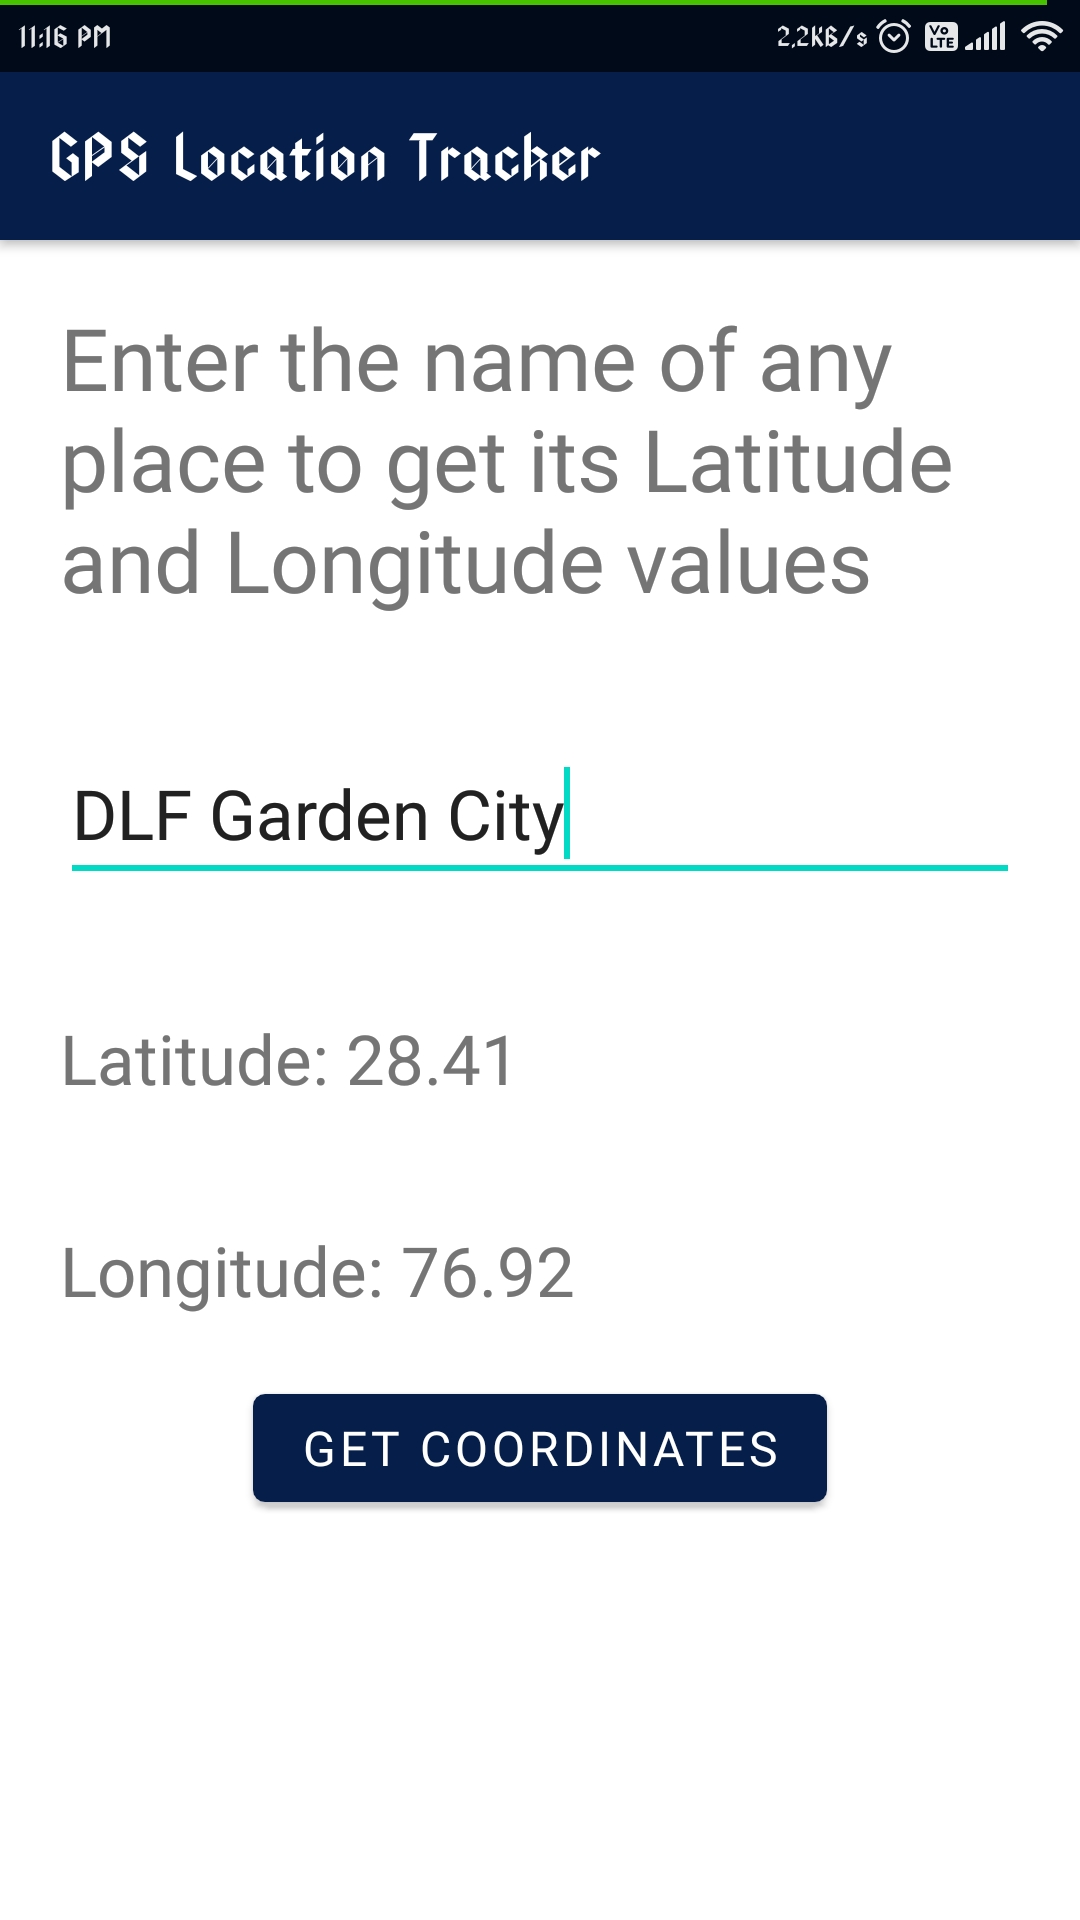 11:16 PM 2.2KB/s Vo LTE
GPS Location Tracker
Enter the name of any
place to get its Latitude
and Longitude values
DLF Garden City
Latitude: 28.41
Longitude: 76.92
GET COORDINATES